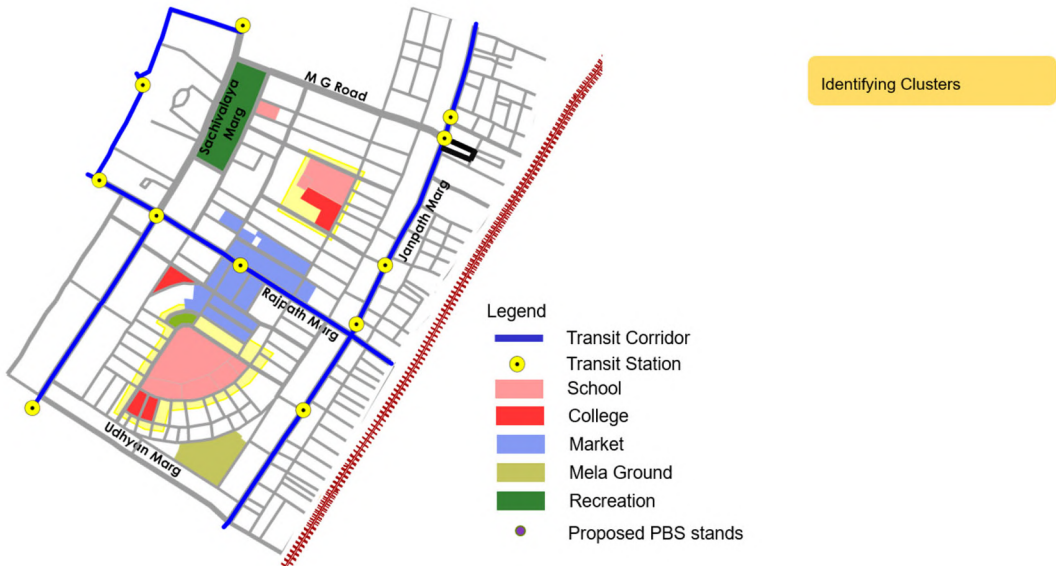 Identifying Clusters
M G Road
Sachivalaya
Marg
Janpath Marg
Rajpath Marg
Udhyan Marg
Legend
Transit Corridor
Transit Station
School
College
Market
Mela Ground
Recreation
Proposed PBS stands